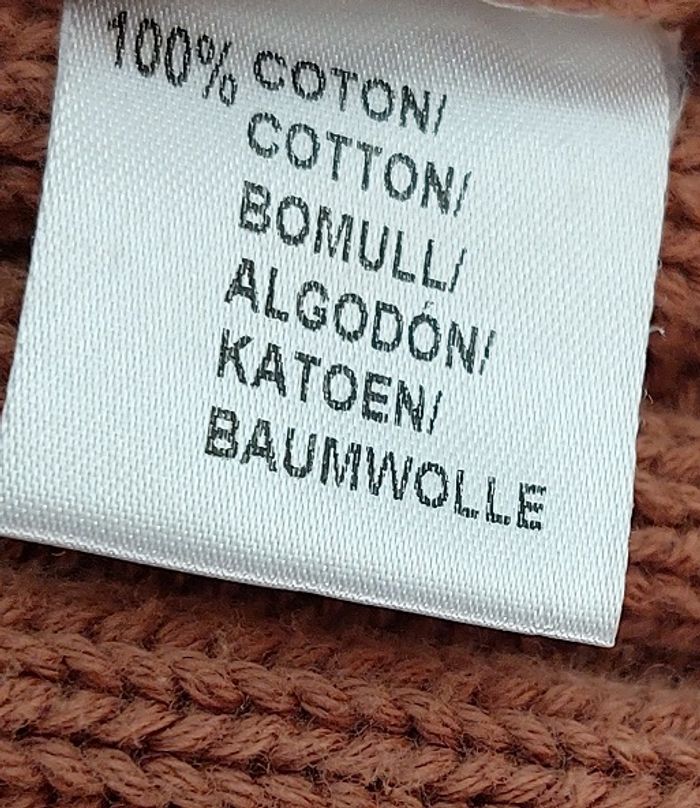 100% COTON/
COTTON/
BOMULL/
ALGODÓN/
KATOEN/
BAUMWOLLE